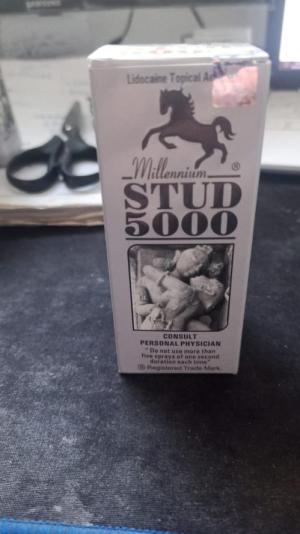 Lidocaine Topical
Millennium ®
STUD
5000
CONSULT
PERSONAL PHYSICIAN
" Do not use more than
five sprays of one second
duration each time"
® Registered Trade Mark.